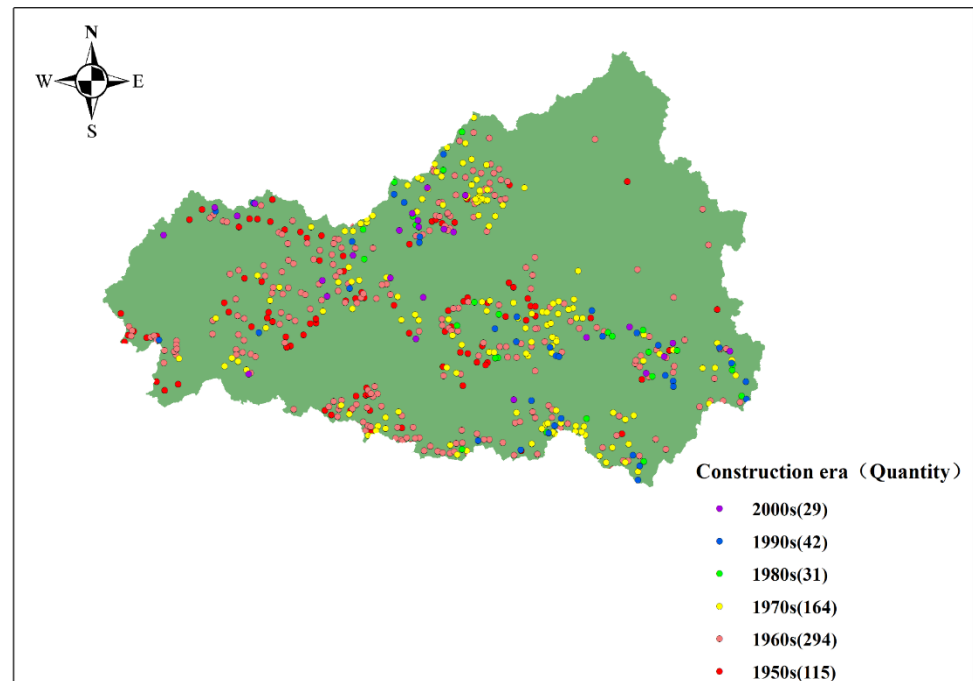 N
W E
S
Construction era（Quantity）
2000s(29)
1990s(42)
1980s(31)
1970s(164)
1960s(294)
1950s(115)